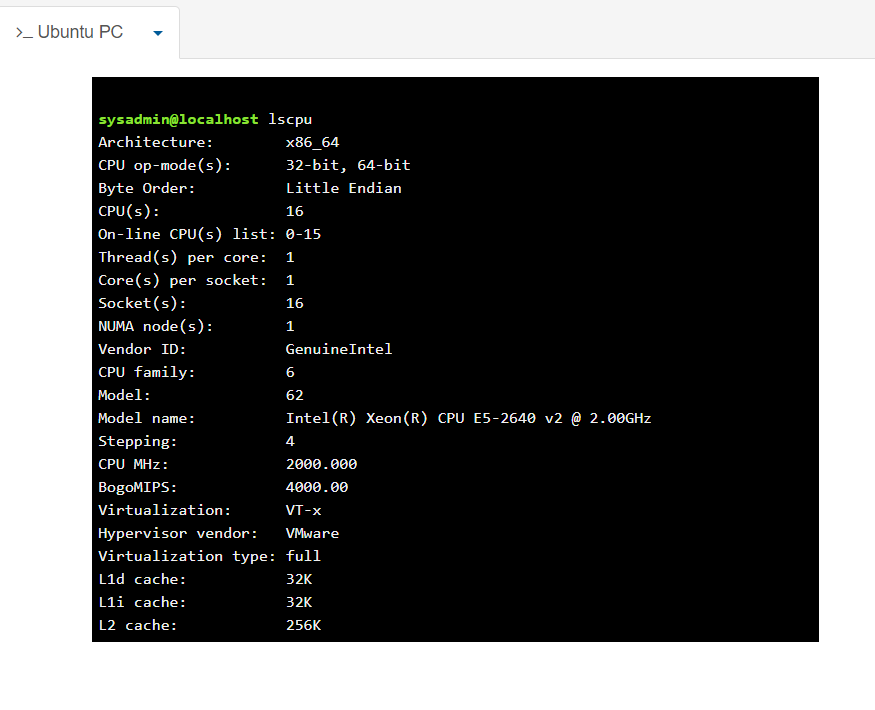 >_ Ubuntu PC
sysadmin@localhost lscpu
Architecture: x86_64
CPU op-mode(s): 32-bit, 64-bit
Byte Order: Little Endian
CPU(s): 16
On-line CPU(s) list: 0-15
Thread(s) per core: 1
Core(s) per socket: 1
Socket(s): 16
NUMA node(s): 1
Vendor ID: GenuineIntel
CPU family: 6
Model: 62
Model name: Intel(R) Xeon(R) CPU E5-2640 v2 @ 2.00GHz
Stepping: 4
CPU MHz: 2000.000
BogoMIPS: 4000.00
Virtualization: VT-x
Hypervisor vendor: VMware
Virtualization type: full
L1d cache: 32K
L1i cache: 32K
L2 cache: 256K